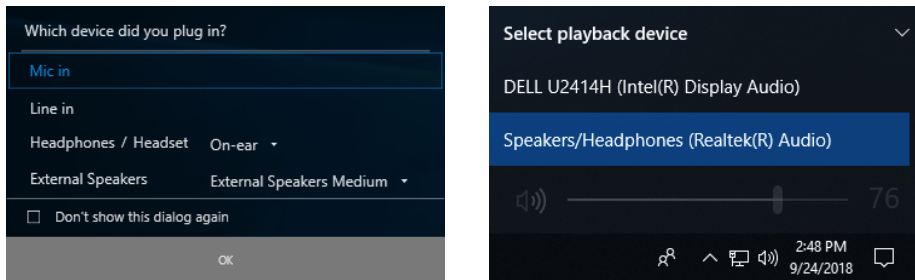 Which device did you plug in?
Mic in
Line in
Headphones / Headset On-ear
External Speakers External Speakers Medium
Don't show this dialog again
OK
Select playback device
DELL U2414H (Intel(R) Display Audio)
Speakers/Headphones (Realtek(R) Audio)
76
2:48 PM
9/24/2018